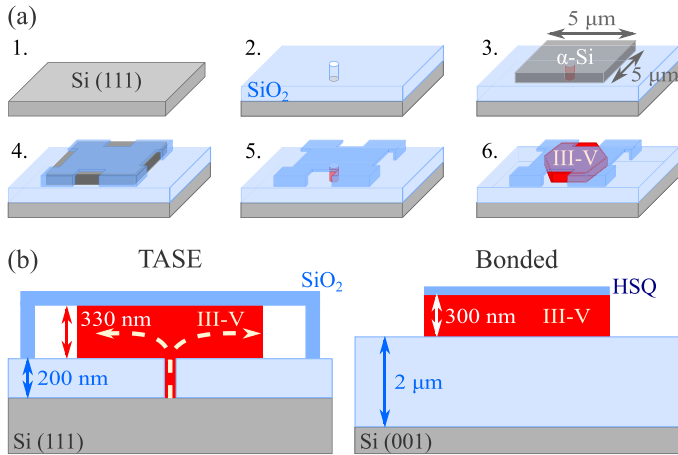 (a)
1.
Si (111)
2.
SiO₂
3.
5 μm
α-Si
5 μm
4.
5.
6.
III-V
(b)
TASE
Bonded
SiO₂
HSQ
330 nm
III-V
300 nm
III-V
200 nm
2 μm
Si (111)
Si (001)